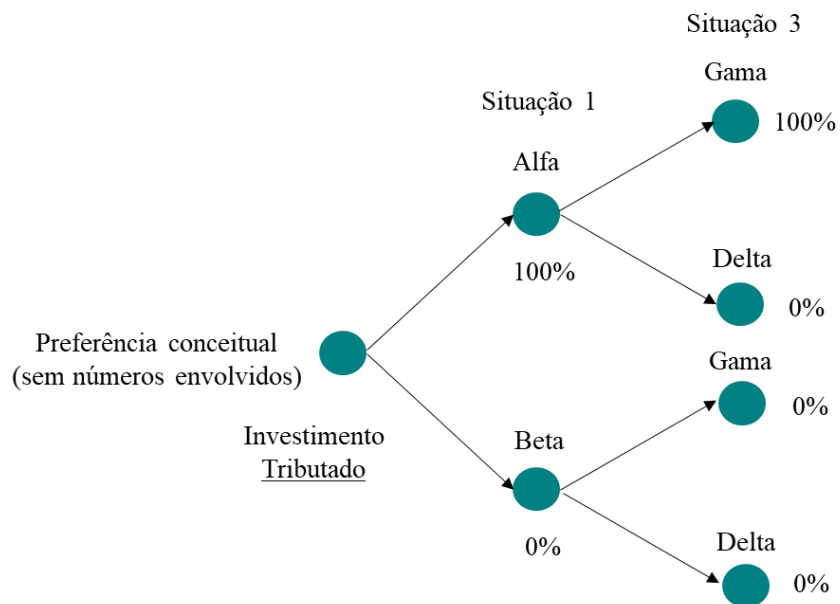 Situação 3
Gama
100%
Situação 1
Alfa
100%
Delta
0%
Preferência conceitual
(sem números envolvidos)
Gama
0%
Investimento
Tributado
Beta
0%
Delta
0%